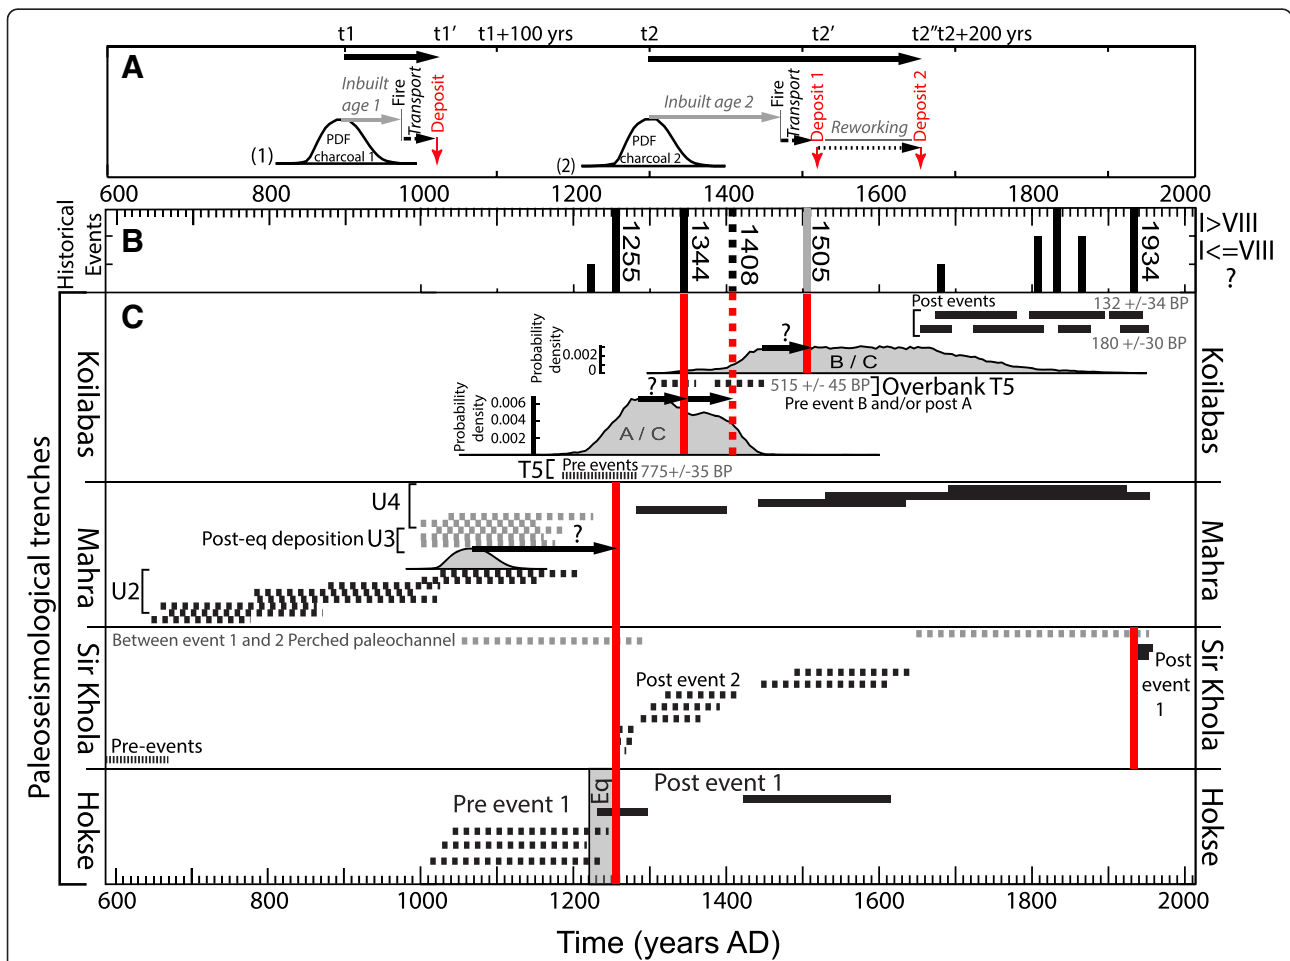 t1 t1' t1+100 yrs t2 t2' t2" t2+200 yrs
A
Inbuilt
age 1
Fire
Transport
Deposit
PDF
charcoal 1
(1)
Inbuilt age 2
Fire
Transport
Deposit 1
Reworking
Deposit 2
PDF
charcoal 2
(2)
600 800 1000 1200 1400 1600 1800 2000
Historical
Events
B
1255
1344
1408
1505
1934
I>VIII
I<=VIII
?
Paleoseismological trenches
C
Koilabas
Post events
132 +/-34 BP
180 +/-30 BP
Probability
density
0.002
0
?
B / C
515 +/- 45 BP
Overbank T5
Pre event B and/or post A
Probability
density
0.006
0.004
0.002
?
A / C
T5
Pre events
775+/-35 BP
Koilabas
Mahra
U4
Post-eq deposition U3
?
U2
Mahra
Sir Khola
Between event 1 and 2 Perched paleochannel
Post event 2
Pre-events
Post
event
1
Sir Khola
Hokse
Pre event 1
Eq
Post event 1
Hokse
600 800 1000 1200 1400 1600 1800 2000
Time (years AD)